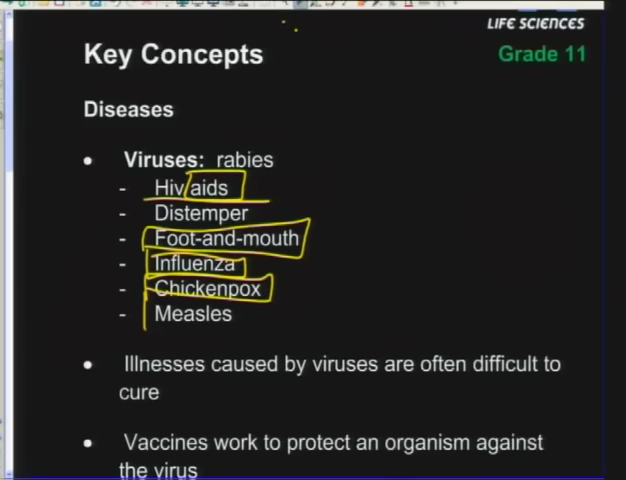 LIFE SCIENCES
Key Concepts
Grade 11
Diseases
• Viruses: rabies
- Hiv/aids
- Distemper
- Foot-and-mouth
- Influenza
- Chickenpox
- Measles
• Illnesses caused by viruses are often difficult to
cure
• Vaccines work to protect an organism against
the virus